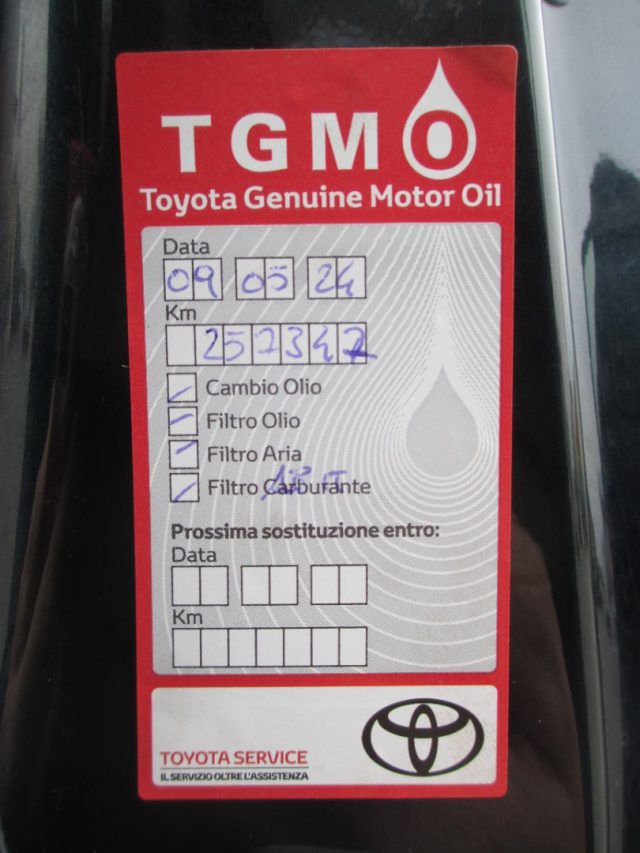 TGMO
Toyota Genuine Motor Oil
Data
09 05 24
Km
257347
Cambio Olio
Filtro Olio
Filtro Aria
Filtro Carburante
Prossima sostituzione entro:
Data
Km
TOYOTA SERVICE
IL SERVIZIO OLTRE L'ASSISTENZA